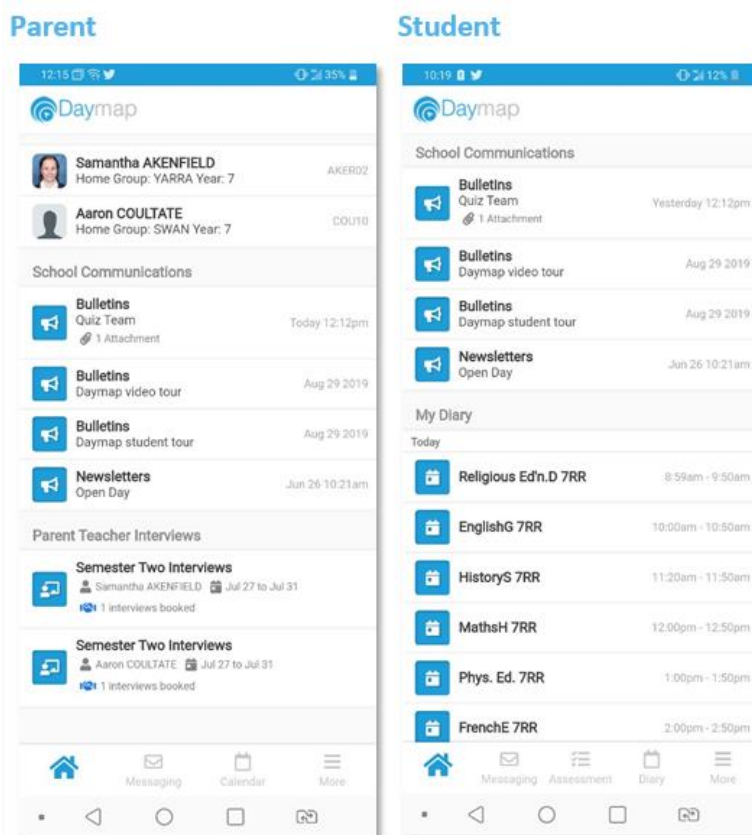 Parent
12:15
35%
Daymap
Samantha AKENFIELD
Home Group: YARRA Year: 7
AKER02
Aaron COULTATE
Home Group: SWAN Year: 7
COU10
School Communications
Bulletins
Quiz Team
1 Attachment
Today 12:12pm
Bulletins
Daymap video tour
Aug 29 2019
Bulletins
Daymap student tour
Aug 29 2019
Newsletters
Open Day
Jun 26 10:21am
Parent Teacher Interviews
Semester Two Interviews
Samantha AKENFIELD Jul 27 to Jul 31
1 interviews booked
Semester Two Interviews
Aaron COULTATE Jul 27 to Jul 31
1 interviews booked
Messaging Calendar More
Student
10:19
12%
Daymap
School Communications
Bulletins
Quiz Team
1 Attachment
Yesterday 12:12pm
Bulletins
Daymap video tour
Aug 29 2019
Bulletins
Daymap student tour
Aug 29 2019
Newsletters
Open Day
Jun 26 10:21am
My Diary
Today
Religious Ed'n.D 7RR 8:59am - 9:50am
EnglishG 7RR 10:00am - 10:50am
HistoryS 7RR 11:20am - 11:50am
MathsH 7RR 12:00pm - 12:50pm
Phys. Ed. 7RR 1:00pm - 1:50pm
FrenchE 7RR 2:00pm - 2:50pm
Messaging Assessment Diary More